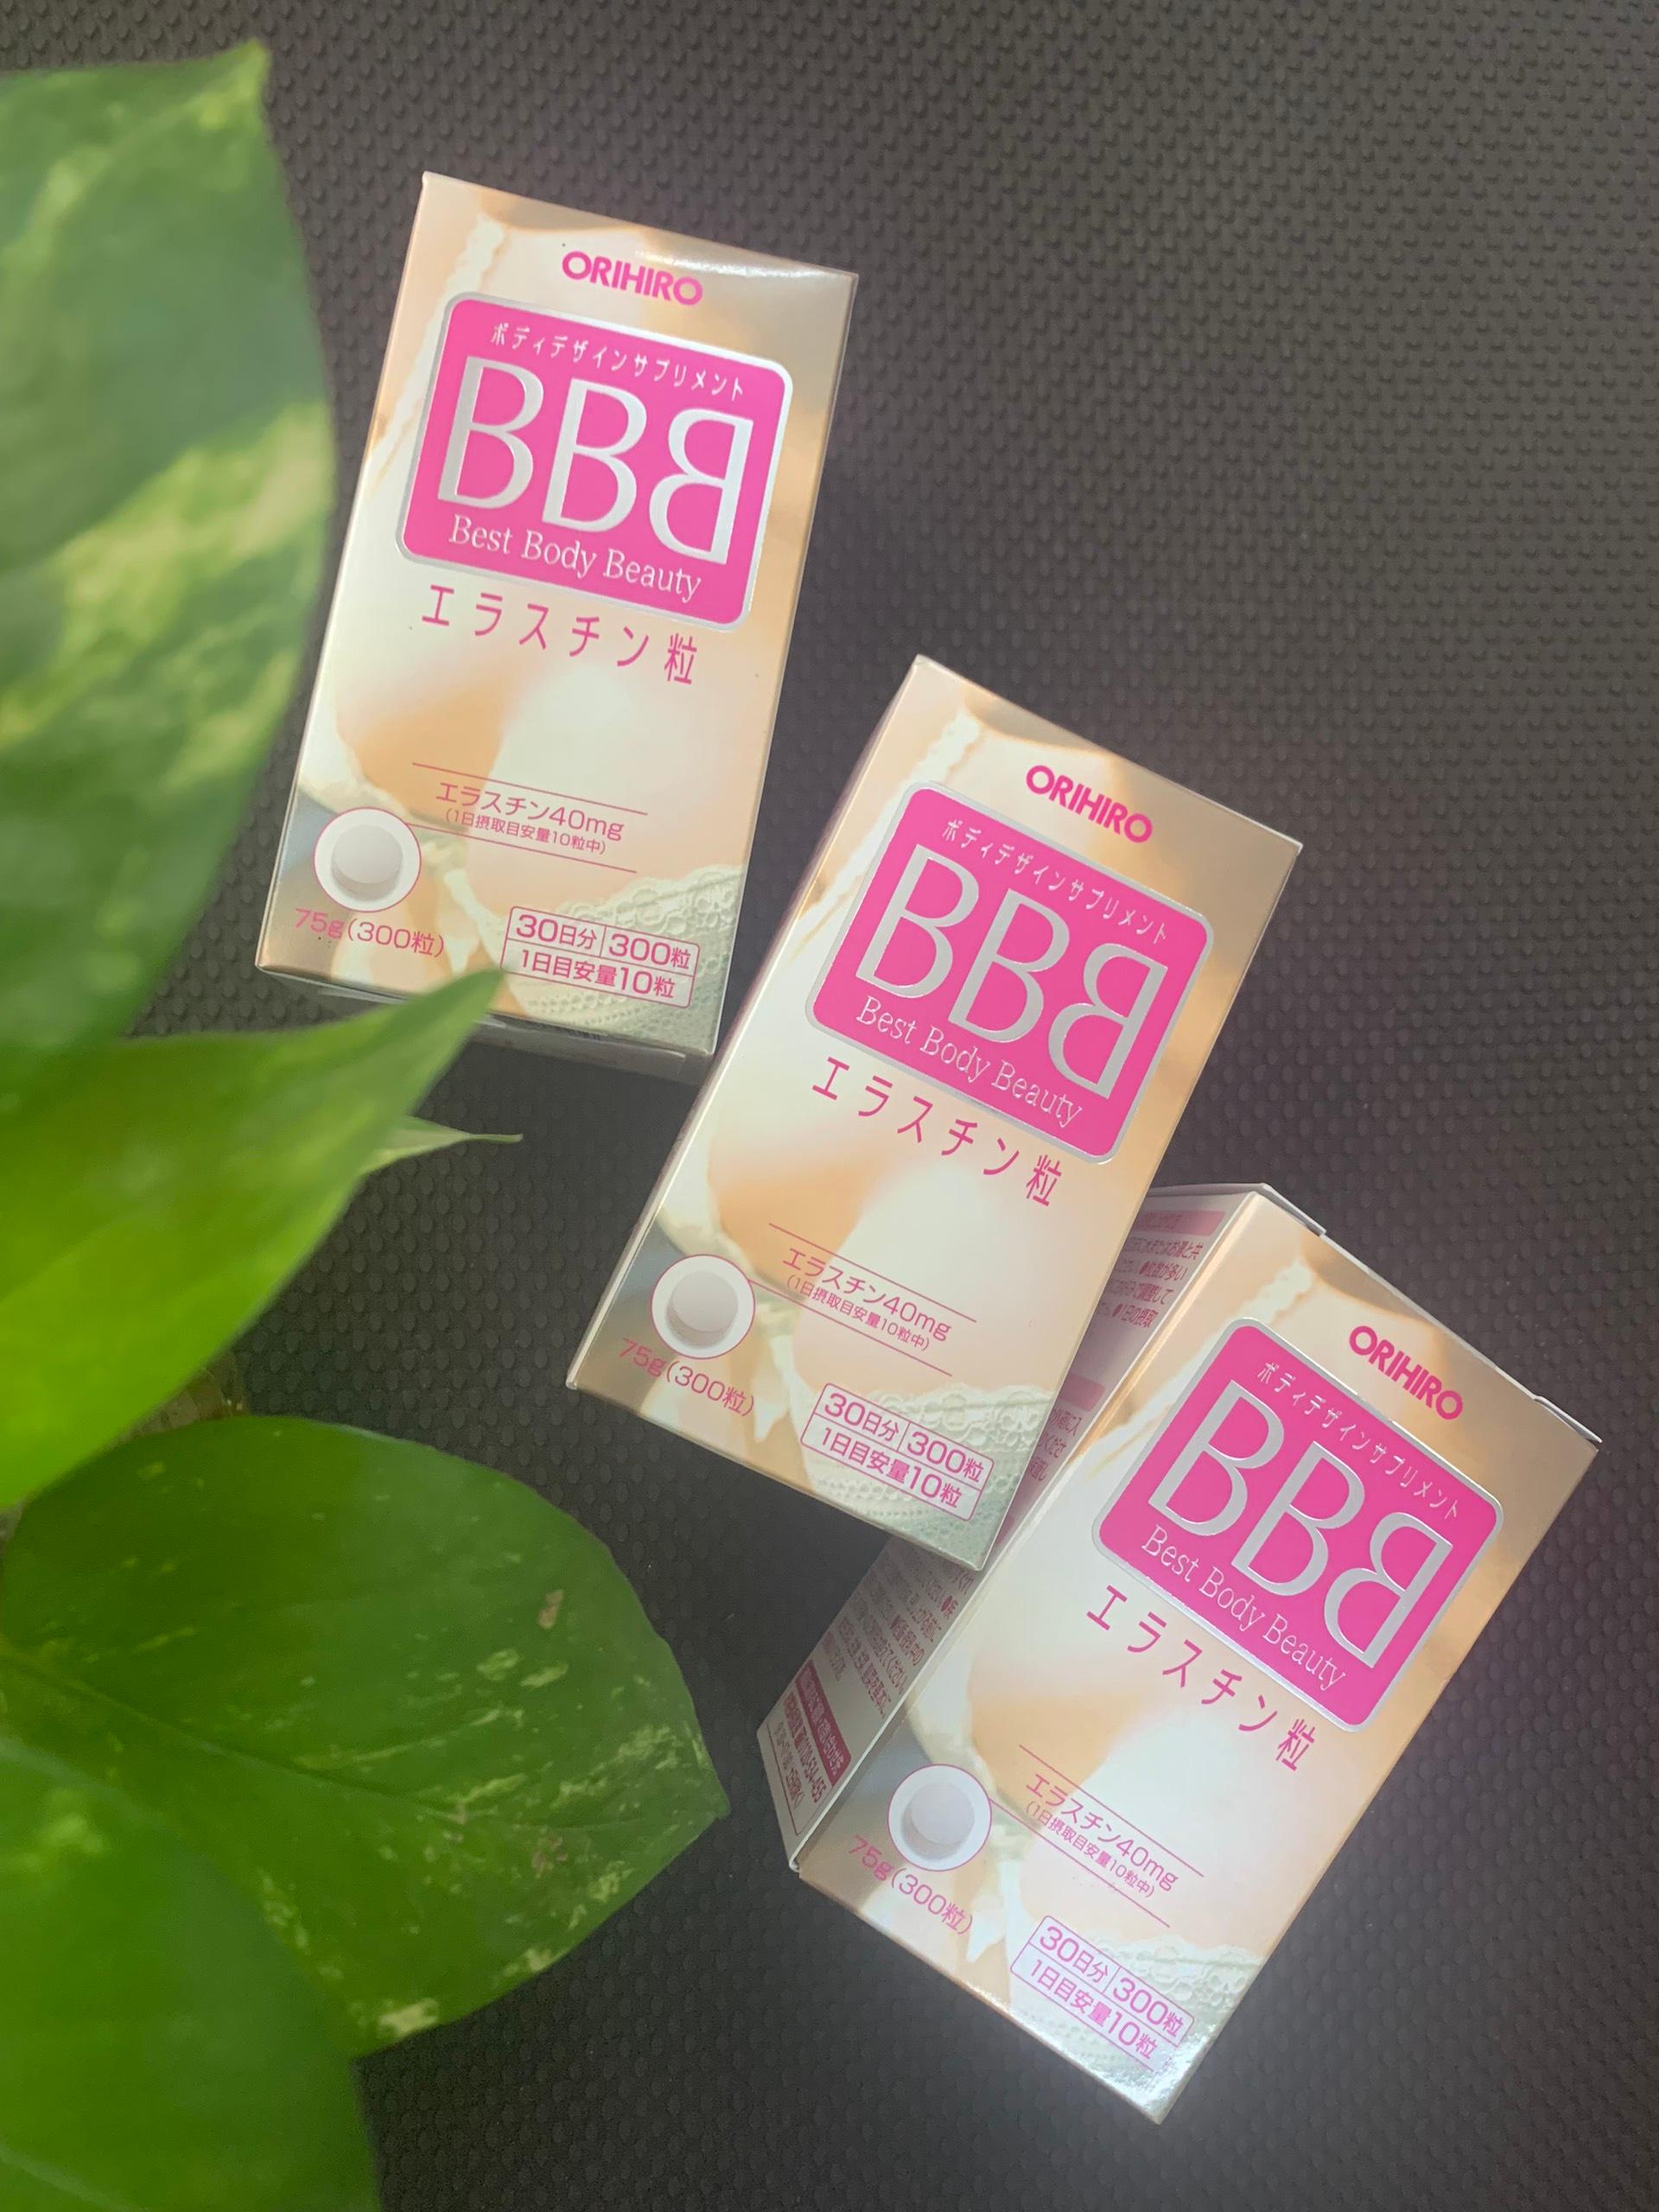 ORIHIRO
ボディデザインサプリメント
BBB
Best Body Beauty
エラスチン粒
エラスチン40mg
(1日摂取目安量10粒中)
75g(300粒)
30日分 300粒
1日目安量10粒
ORIHIRO
ボディデザインサプリメント
BBB
Best Body Beauty
エラスチン粒
エラスチン40mg
(1日摂取目安量10粒中)
75g(300粒)
30日分 300粒
1日目安量10粒
ORIHIRO
ボディデザインサプリメント
BBB
Best Body Beauty
エラスチン粒
エラスチン40mg
(1日摂取目安量10粒中)
75g(300粒)
30日分 300粒
1日目安量10粒